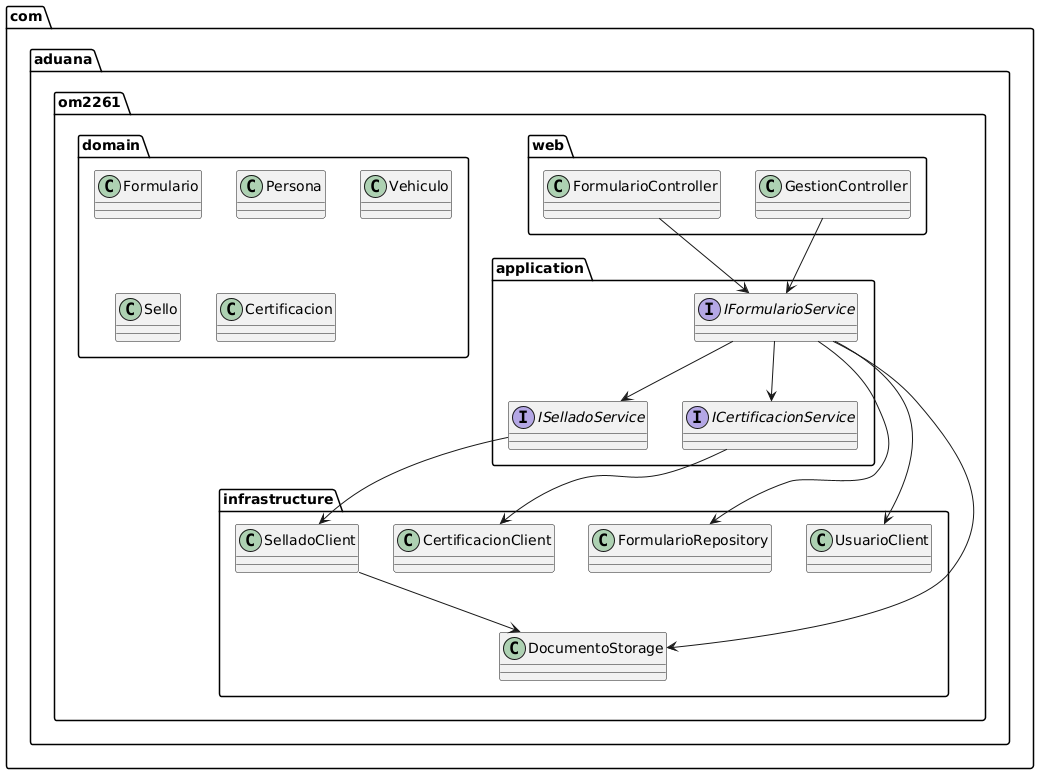 com
aduana
om2261
domain
web
C Formulario
C Persona
C Vehiculo
C FormularioController
C GestionController
application
C Sello
C Certificacion
I IFormularioService
I ISelladoService
I ICertificacionService
infrastructure
C SelladoClient
C CertificacionClient
C FormularioRepository
C UsuarioClient
C DocumentoStorage